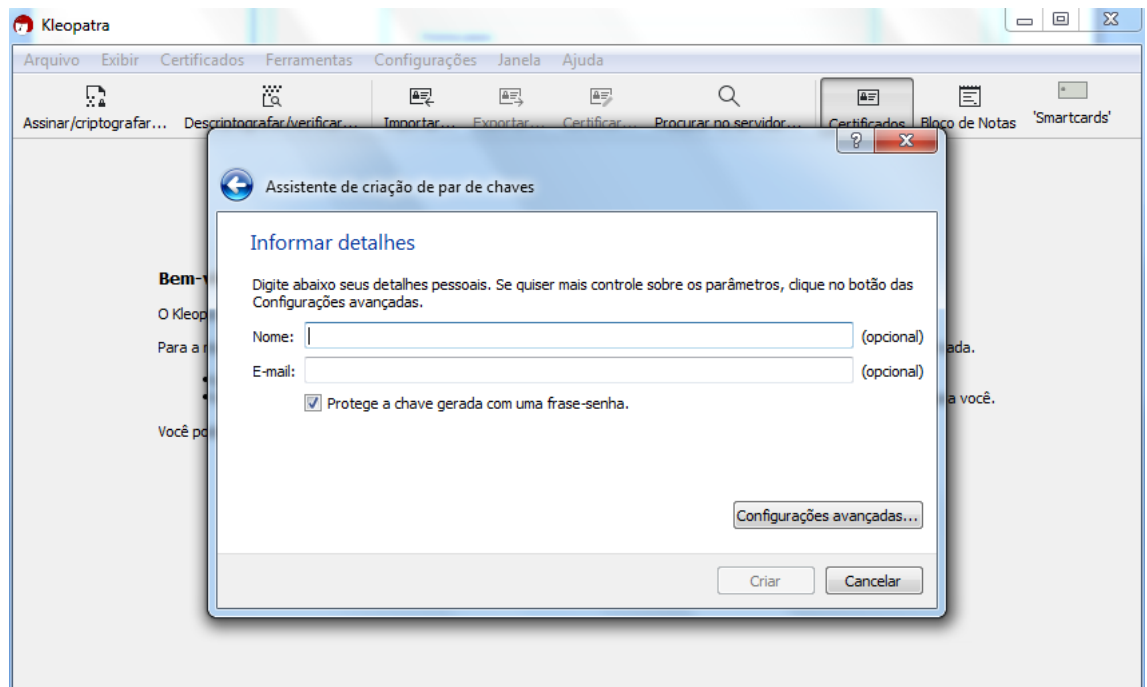 Kleopatra
Arquivo Exibir Certificados Ferramentas Configurações Janela Ajuda
Assinar/criptografar... Descriptografar/verificar... Importar... Exportar... Certificar... Procurar no servidor... Certificados Bloco de Notas 'Smartcards'
Assistente de criação de par de chaves
Informar detalhes
Digite abaixo seus detalhes pessoais. Se quiser mais controle sobre os parâmetros, clique no botão das
Configurações avançadas.
Nome: (opcional)
E-mail: (opcional)
Protege a chave gerada com uma frase-senha.
Configurações avançadas...
Criar Cancelar
O Kleop
Para a
a você.
Você